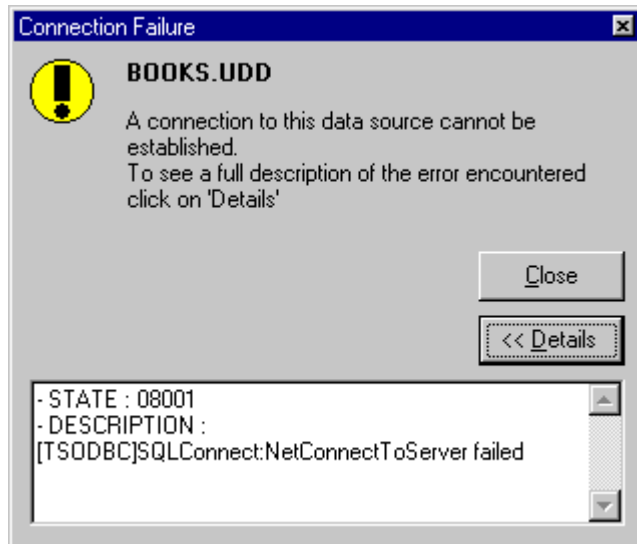 Connection Failure
BOOKS.UDD
A connection to this data source cannot be
established.
To see a full description of the error encountered
click on 'Details'
Close
<< Details
- STATE : 08001
- DESCRIPTION :
[TSODBC]SQLConnect:NetConnectToServer failed